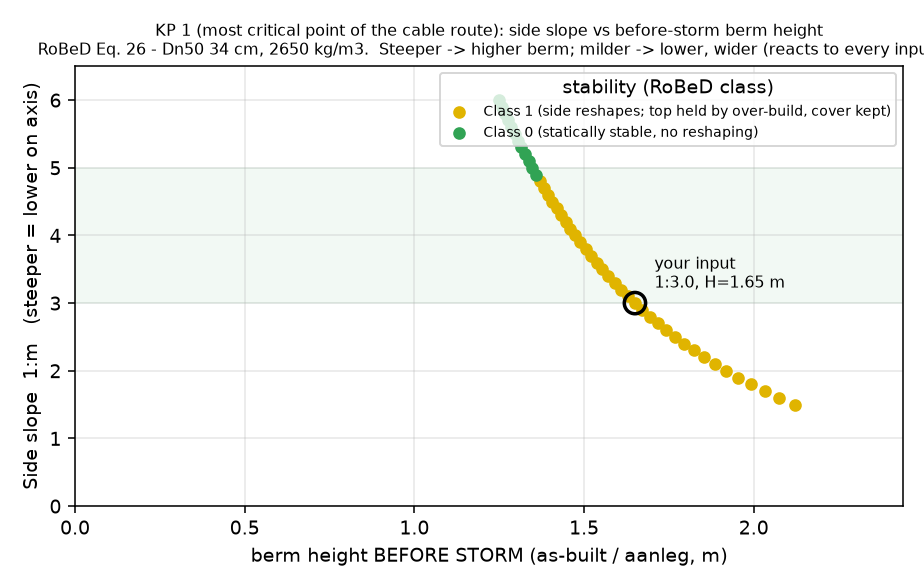 KP 1 (most critical point of the cable route): side slope vs before-storm berm height
RoBeD Eq. 26 - Dn50 34 cm, 2650 kg/m3.  Steeper -> higher berm; milder -> lower, wider (reacts to every inpu
stability (RoBeD class)
Class 1 (side reshapes; top held by over-build, cover kept)
Class 0 (statically stable, no reshaping)
your input
1:3.0, H=1.65 m
Side slope  1:m   (steeper = lower on axis)
6
5
4
3
2
1
0
0.0
0.5
1.0
1.5
2.0
berm height BEFORE STORM (as-built / aanleg, m)